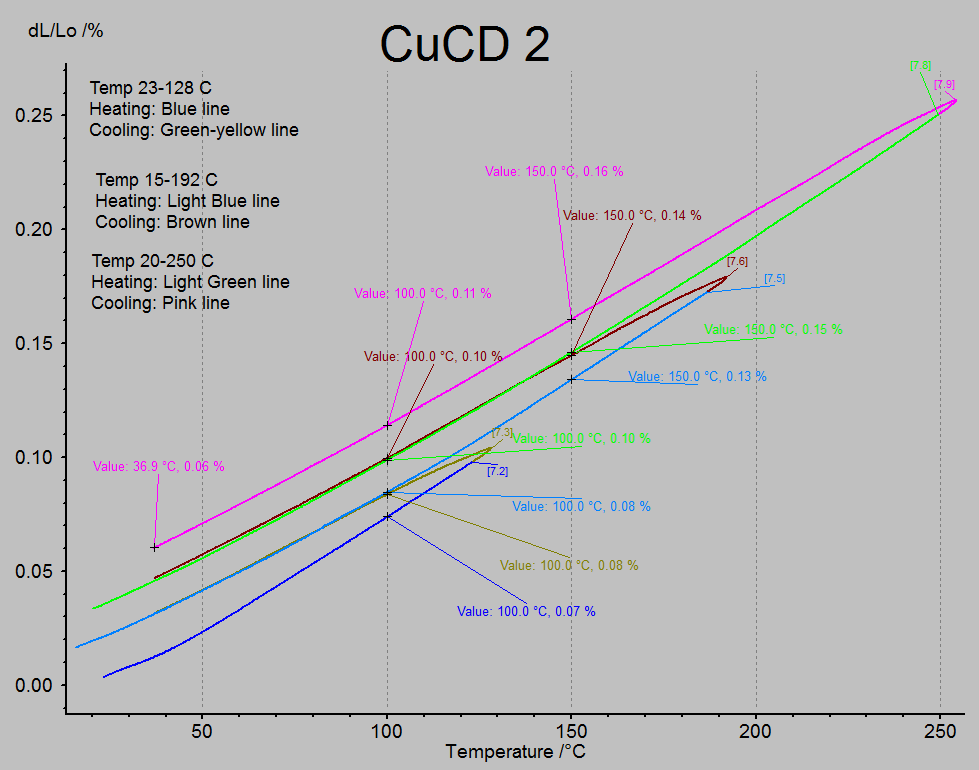 dL/Lo /%
CuCD 2
[7.8]
[7.9]
Temp 23-128 C
Heating: Blue line
Cooling: Green-yellow line
0.25
Value: 150.0 °C, 0.16 %
Temp 15-192 C
Heating: Light Blue line
Cooling: Brown line
Value: 150.0 °C, 0.14 %
0.20
Temp 20-250 C
Heating: Light Green line
Cooling: Pink line
[7.6]
[7.5]
Value: 100.0 °C, 0.11 %
Value: 150.0 °C, 0.15 %
0.15
Value: 100.0 °C, 0.10 %
Value: 150.0 °C, 0.13 %
[7.3]
Value: 100.0 °C, 0.10 %
0.10
Value: 36.9 °C, 0.06 %
[7.2]
Value: 100.0 °C, 0.08 %
Value: 100.0 °C, 0.08 %
0.05
Value: 100.0 °C, 0.07 %
0.00
50 100 150 200 250
Temperature /°C